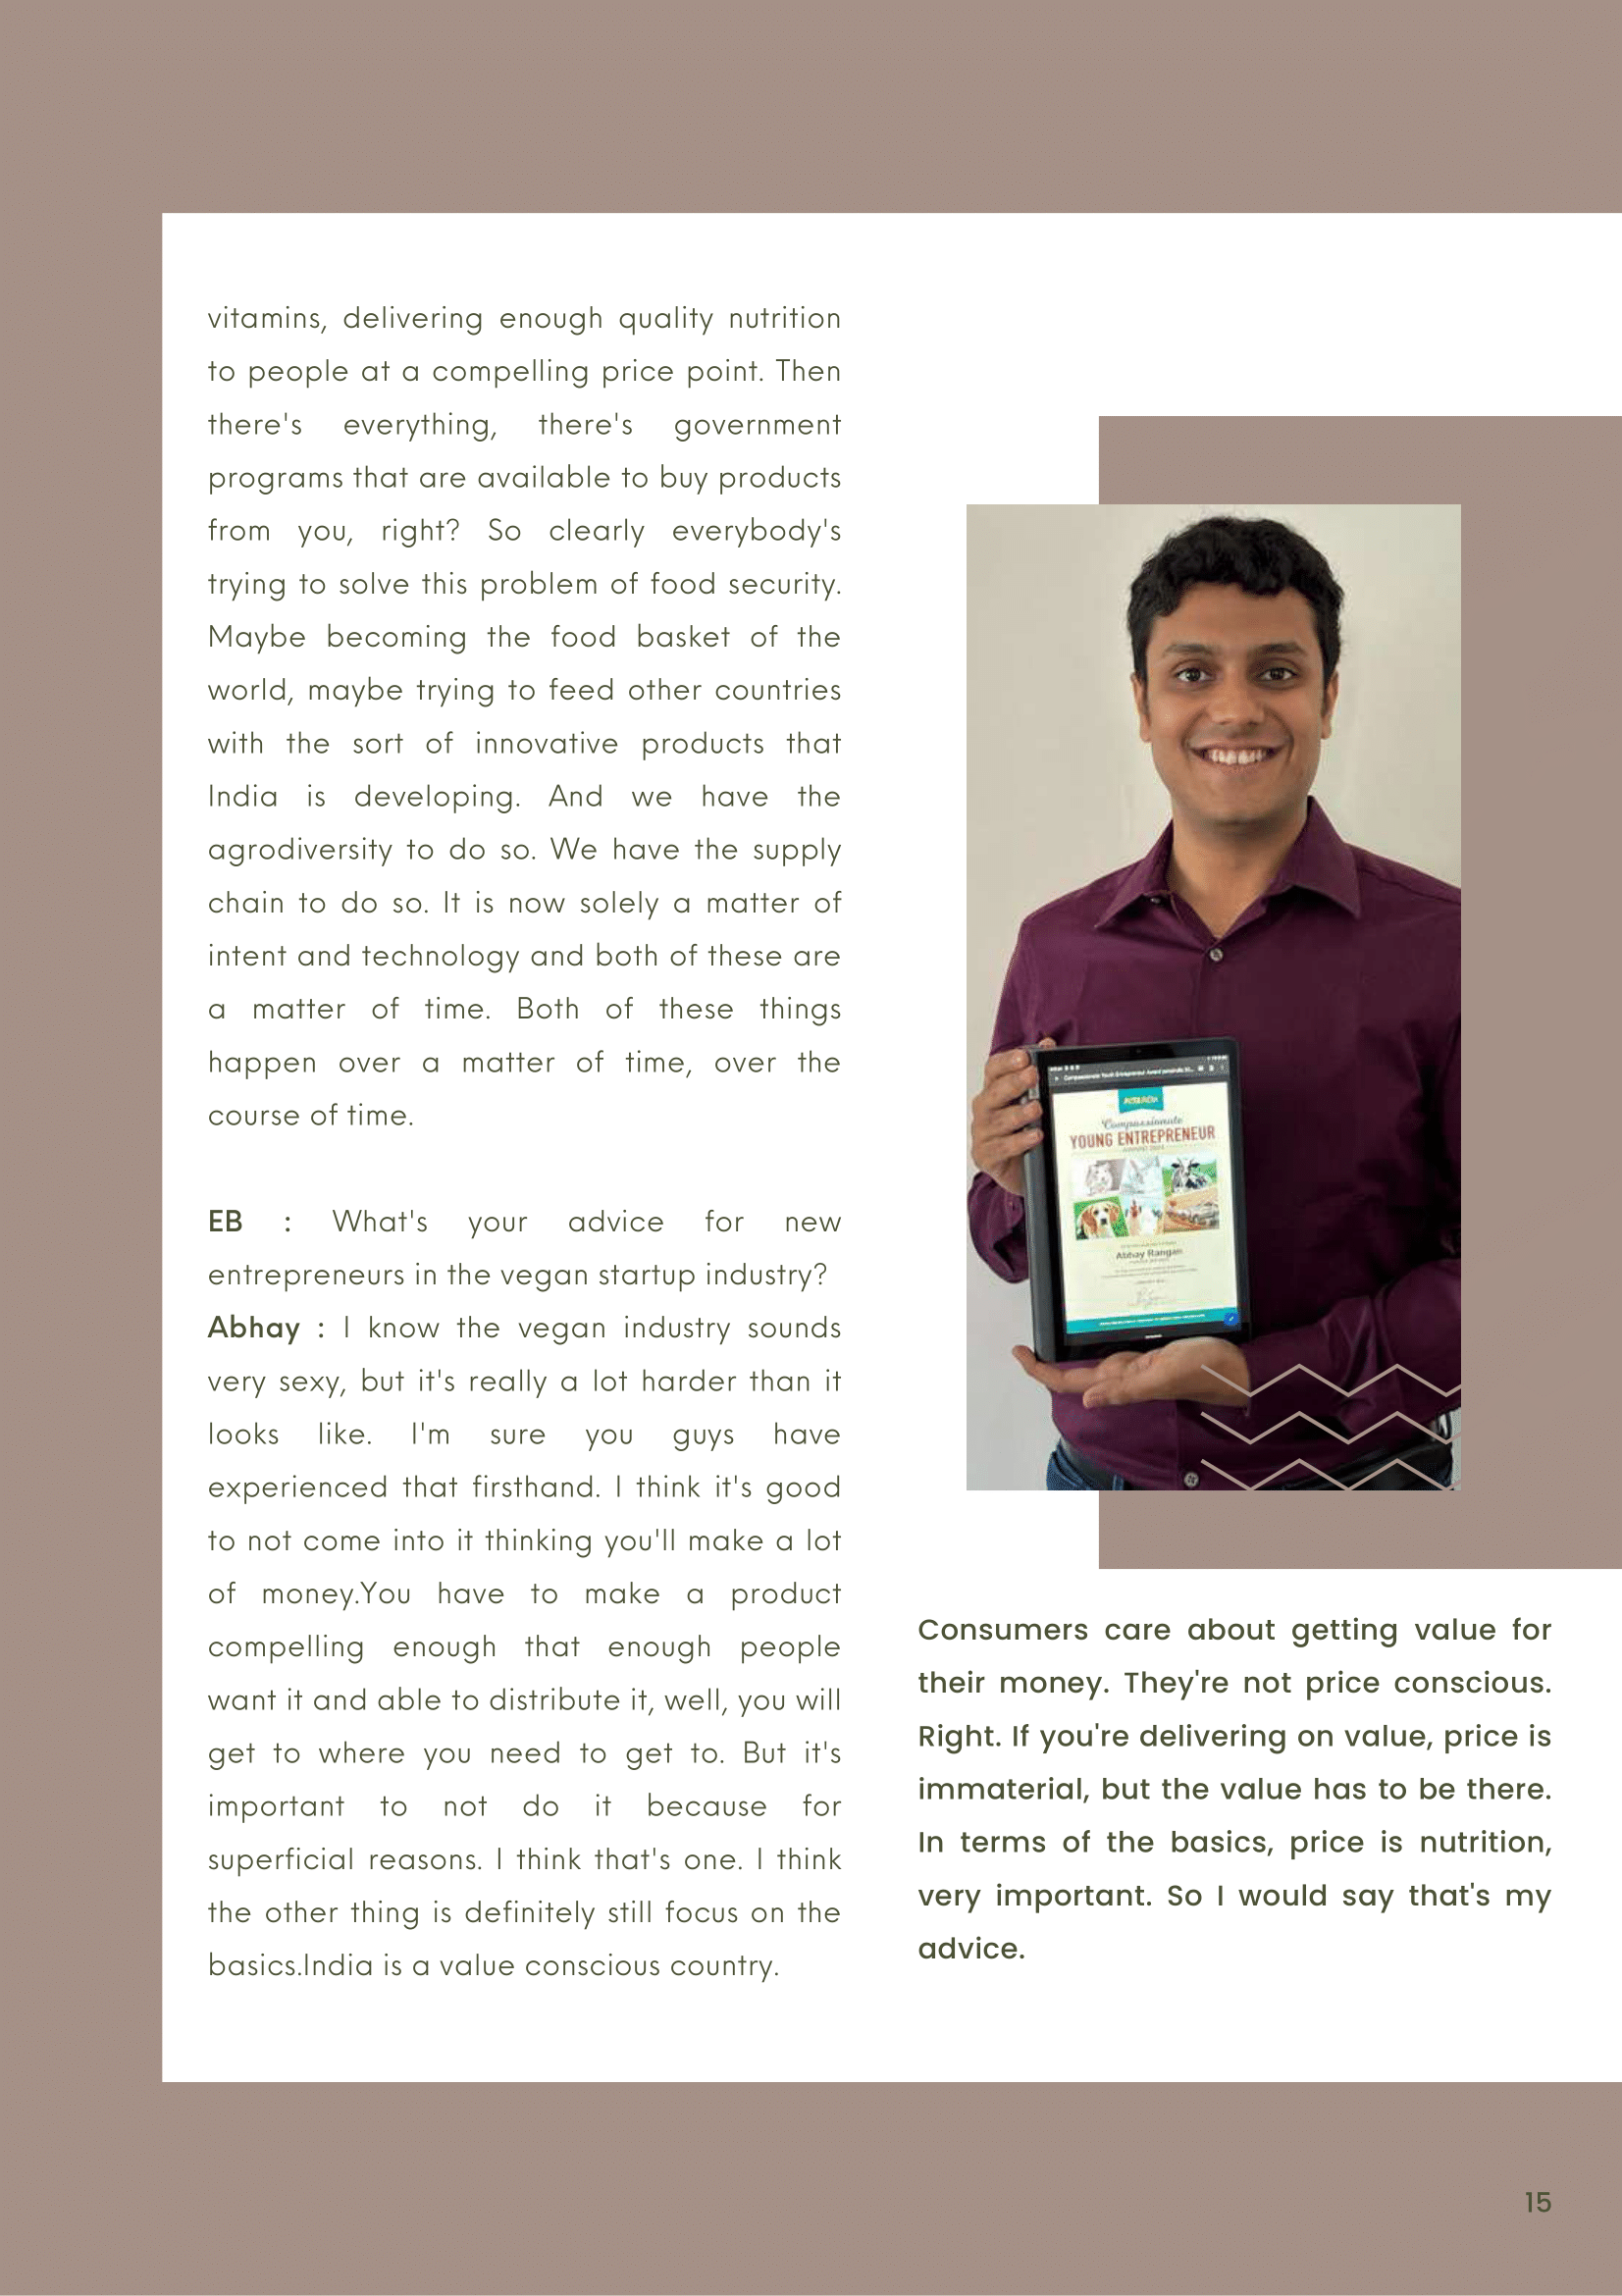 vitamins, delivering enough quality nutrition
to people at a compelling price point. Then
there's everything, there's government
programs that are available to buy products
from you, right? So clearly everybody's
trying to solve this problem of food security.
Maybe becoming the food basket of the
world, maybe trying to feed other countries
with the sort of innovative products that
India is developing. And we have the
agrodiversity to do so. We have the supply
chain to do so. It is now solely a matter of
intent and technology and both of these are
a matter of time. Both of these things
happen over a matter of time, over the
course of time.
EB : What's your advice for new
entrepreneurs in the vegan startup industry?
Abhay : I know the vegan industry sounds
very sexy, but it's really a lot harder than it
looks like. I'm sure you guys have
experienced that firsthand. I think it's good
to not come into it thinking you'll make a lot
of money.You have to make a product
compelling enough that enough people
want it and able to distribute it, well, you will
get to where you need to get to. But it's
important to not do it because for
superficial reasons. I think that's one. I think
the other thing is definitely still focus on the
basics.India is a value conscious country.
Compassionate
YOUNG ENTREPRENEUR
Abhay Rangan
Consumers care about getting value for
their money. They're not price conscious.
Right. If you're delivering on value, price is
immaterial, but the value has to be there.
In terms of the basics, price is nutrition,
very important. So I would say that's my
advice.
15